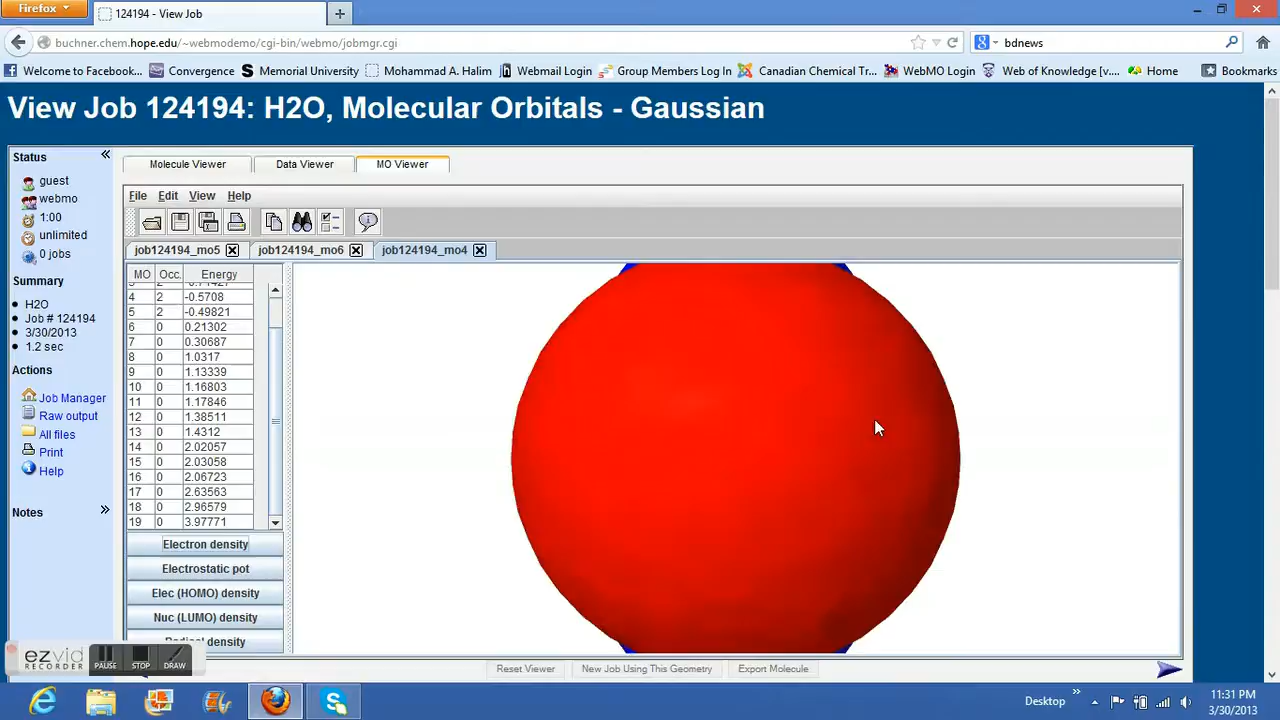 Firefox
124194 - View Job
buchner.chem.hope.edu/~webmodemo/cgi-bin/webmo/jobmgr.cgi
bdnews
Welcome to Facebook... Convergence Memorial University Mohammad A. Halim Webmail Login Group Members Log In Canadian Chemical Tr... WebMO Login Web of Knowledge [v.... Home Bookmarks
View Job 124194: H2O, Molecular Orbitals - Gaussian
Status
guest
webmo
1:00
unlimited
0 jobs
Summary
H2O
Job # 124194
3/30/2013
1.2 sec
Actions
Job Manager
Raw output
All files
Print
Help
Notes
Molecule Viewer Data Viewer MO Viewer
File Edit View Help
job124194_mo5 job124194_mo6 job124194_mo4
MO Occ. Energy
3 2 -0.71427
4 2 -0.5708
5 2 -0.49821
6 0 0.21302
7 0 0.30687
8 0 1.0317
9 0 1.13339
10 0 1.16803
11 0 1.17846
12 0 1.38511
13 0 1.4312
14 0 2.02057
15 0 2.03058
16 0 2.06723
17 0 2.63563
18 0 2.96579
19 0 3.97771
Electron density
Electrostatic pot
Elec (HOMO) density
Nuc (LUMO) density
Radical density
ezvid
RECORDER
PAUSE STOP DRAW
Reset Viewer New Job Using This Geometry Export Molecule
Desktop
11:31 PM
3/30/2013